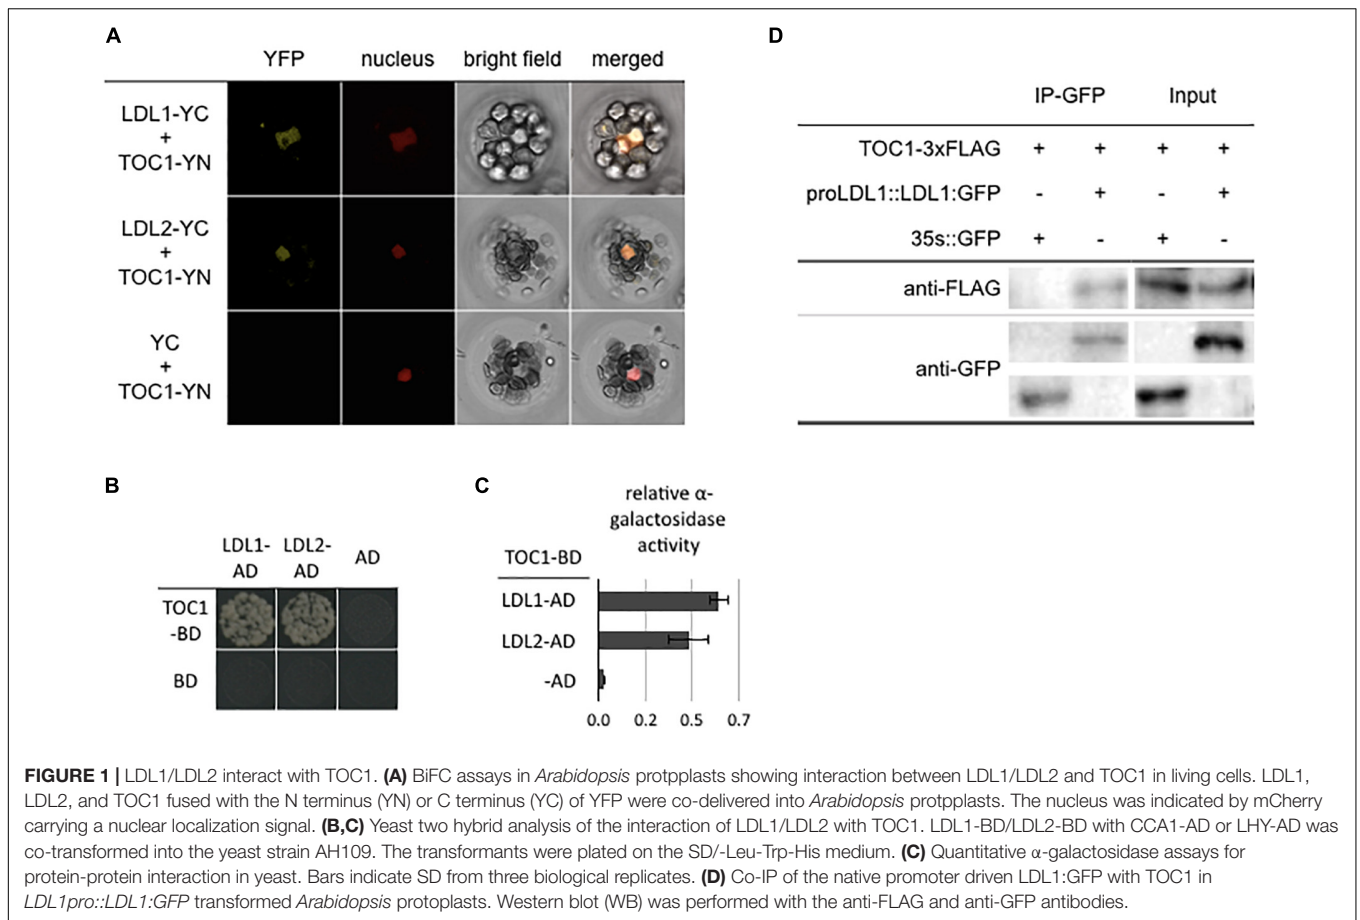 A
YFP nucleus bright field merged
LDL1-YC
+
TOC1-YN
LDL2-YC
+
TOC1-YN
YC
+
TOC1-YN
D
IP-GFP Input
TOC1-3xFLAG + + + +
proLDL1::LDL1:GFP - + - +
35s::GFP + - + -
anti-FLAG
anti-GFP
B
LDL1-AD LDL2-AD AD
TOC1
-BD
BD
C
relative α-
galactosidase
activity
TOC1-BD
LDL1-AD
LDL2-AD
-AD
0.0 0.2 0.5 0.7
FIGURE 1 | LDL1/LDL2 interact with TOC1. (A) BiFC assays in Arabidopsis protpplasts showing interaction between LDL1/LDL2 and TOC1 in living cells. LDL1,
LDL2, and TOC1 fused with the N terminus (YN) or C terminus (YC) of YFP were co-delivered into Arabidopsis protpplasts. The nucleus was indicated by mCherry
carrying a nuclear localization signal. (B,C) Yeast two hybrid analysis of the interaction of LDL1/LDL2 with TOC1. LDL1-BD/LDL2-BD with CCA1-AD or LHY-AD was
co-transformed into the yeast strain AH109. The transformants were plated on the SD/-Leu-Trp-His medium. (C) Quantitative α-galactosidase assays for
protein-protein interaction in yeast. Bars indicate SD from three biological replicates. (D) Co-IP of the native promoter driven LDL1:GFP with TOC1 in
LDL1pro::LDL1:GFP transformed Arabidopsis protoplasts. Western blot (WB) was performed with the anti-FLAG and anti-GFP antibodies.